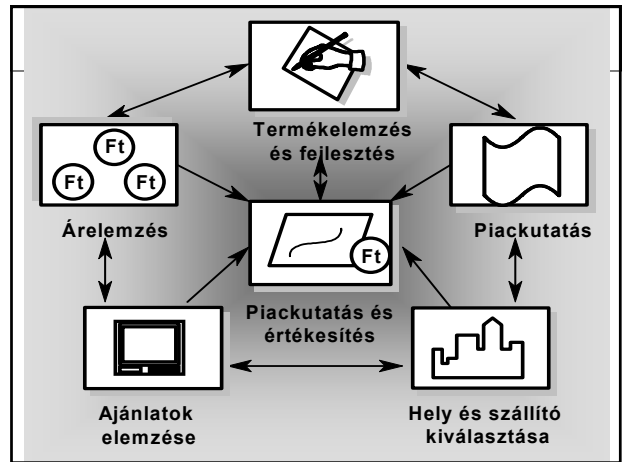 Termékelemzés
és fejlesztés
Ft
Ft
Ft
Árelemzés
Piackutatás
Ft
Piackutatás és
értékesítés
Ajánlatok
elemzése
Hely és szállító
kiválasztása